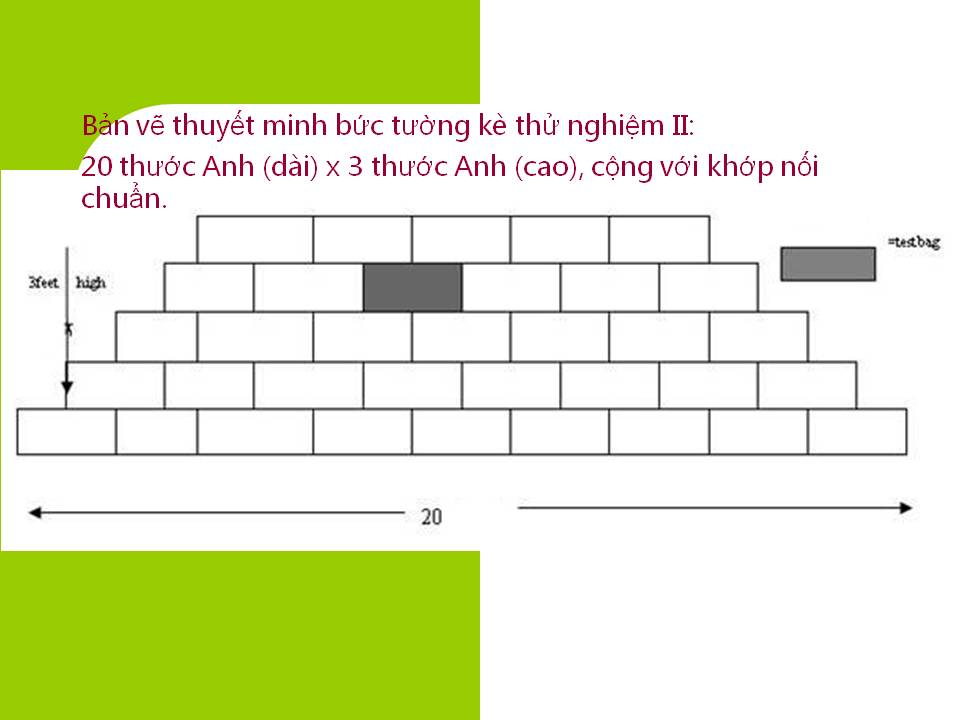 Bản vẽ thuyết minh bức tường kè thử nghiệm II:
20 thước Anh (dài) x 3 thước Anh (cao), cộng với khớp nối
chuẩn.
=testbag
3feet high
x
20